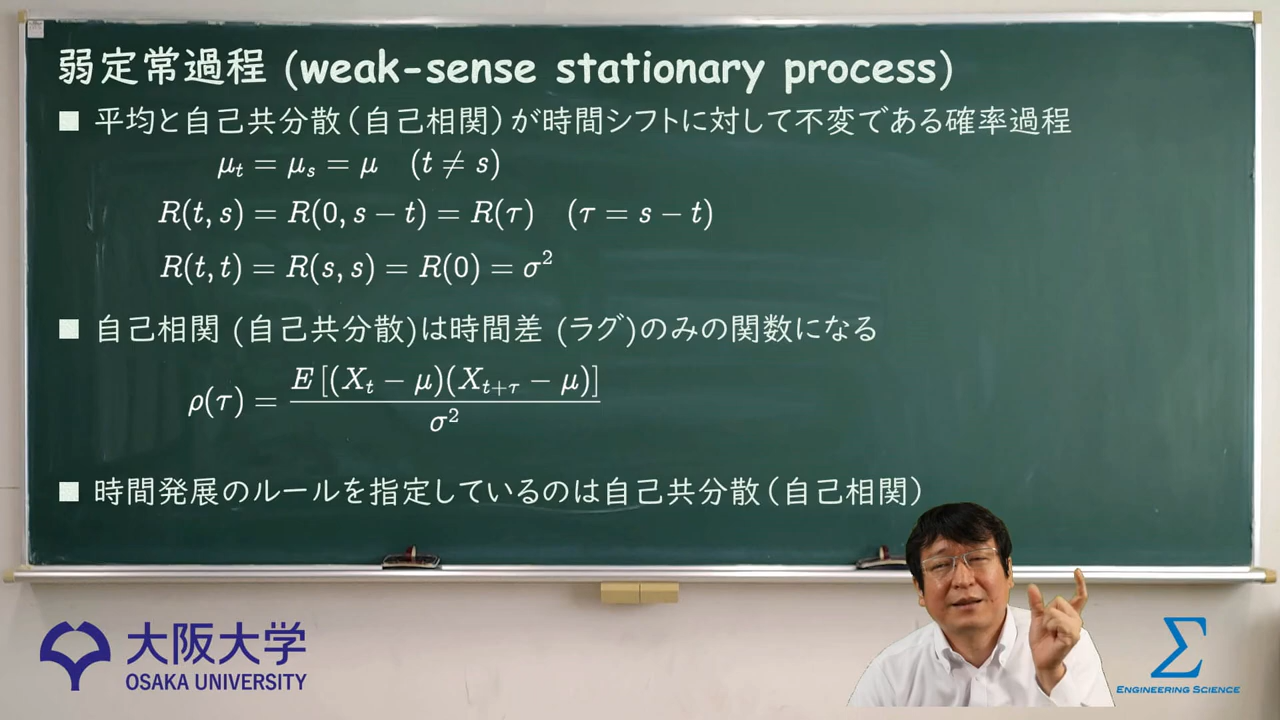 弱定常過程 (weak-sense stationary process)
■ 平均と自己共分散（自己相関）が時間シフトに対して不変である確率過程
μ_t = μ_s = μ (t ≠ s)
R(t, s) = R(0, s − t) = R(τ) (τ = s − t)
R(t, t) = R(s, s) = R(0) = σ²
■ 自己相関 (自己共分散)は時間差 (ラグ)のみの関数になる
ρ(τ) = E [(X_t − μ)(X_{t+τ} − μ)] / σ²
■ 時間発展のルールを指定しているのは自己共分散（自己相関）
大阪大学
OSAKA UNIVERSITY
Σ
ENGINEERING SCIENCE